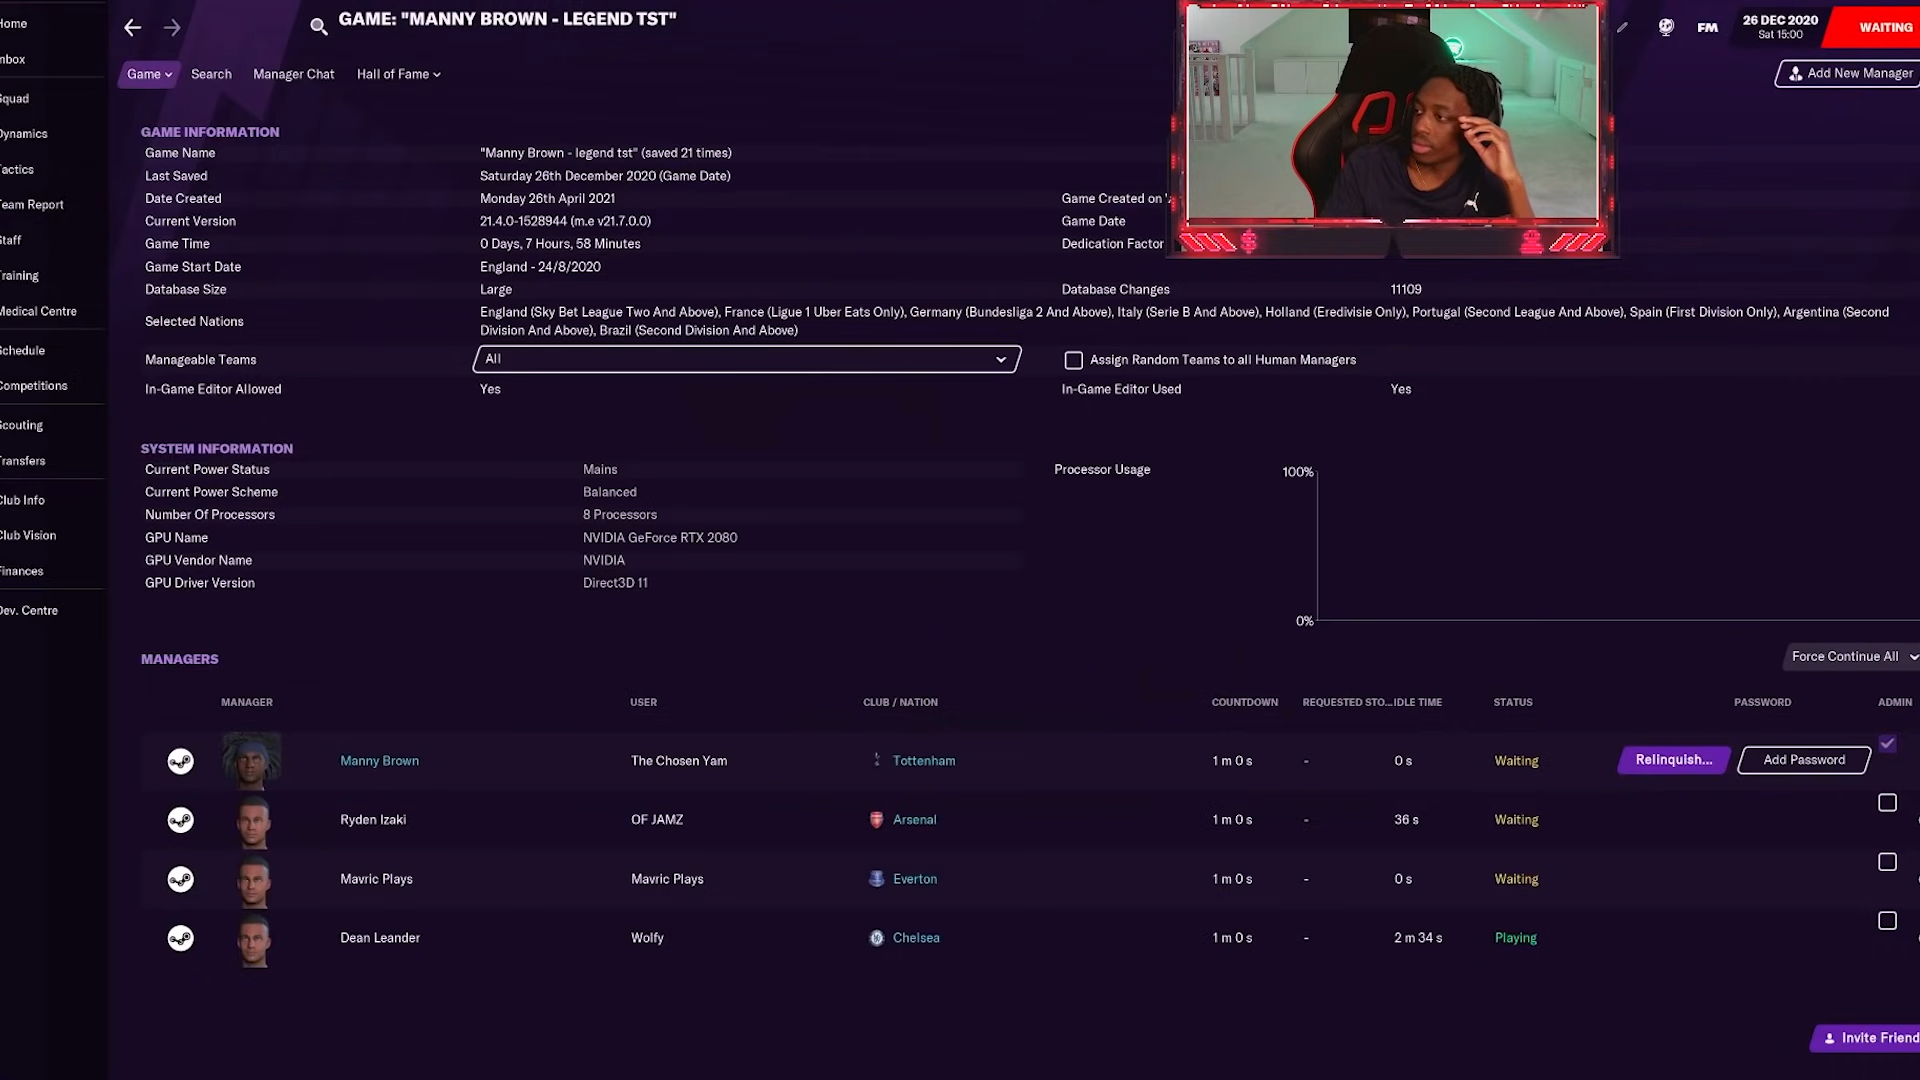 GAME: "MANNY BROWN - LEGEND TST"
FM
26 DEC 2020
Sat 15:00
WAITING
Game
Search
Manager Chat
Hall of Fame
Add New Manager
ome
nbox
quad
Dynamics
actics
eam Report
taff
raining
Medical Centre
chedule
Competitions
couting
ransfers
lub Info
lub Vision
inances
Dev. Centre
GAME INFORMATION
Game Name "Manny Brown - legend tst" (saved 21 times)
Last Saved Saturday 26th December 2020 (Game Date)
Date Created Monday 26th April 2021 Game Created on
Current Version 21.4.0-1528944 (m.e v21.7.0.0) Game Date
Game Time 0 Days, 7 Hours, 58 Minutes Dedication Factor
Game Start Date England - 24/8/2020
Database Size Large Database Changes 11109
Selected Nations England (Sky Bet League Two And Above), France (Ligue 1 Uber Eats Only), Germany (Bundesliga 2 And Above), Italy (Serie B And Above), Holland (Eredivisie Only), Portugal (Second League And Above), Spain (First Division Only), Argentina (Second
Division And Above), Brazil (Second Division And Above)
Manageable Teams All Assign Random Teams to all Human Managers
In-Game Editor Allowed Yes In-Game Editor Used Yes
SYSTEM INFORMATION
Current Power Status Mains Processor Usage 100%
Current Power Scheme Balanced
Number Of Processors 8 Processors
GPU Name NVIDIA GeForce RTX 2080
GPU Vendor Name NVIDIA
GPU Driver Version Direct3D 11
0%
MANAGERS Force Continue All
MANAGER USER CLUB / NATION COUNTDOWN REQUESTED STO... IDLE TIME STATUS PASSWORD ADMIN
Manny Brown The Chosen Yam Tottenham 1 m 0 s - 0 s Waiting Relinquish... Add Password
Ryden Izaki OF JAMZ Arsenal 1 m 0 s - 36 s Waiting
Mavric Plays Mavric Plays Everton 1 m 0 s - 0 s Waiting
Dean Leander Wolfy Chelsea 1 m 0 s - 2 m 34 s Playing
Invite Friend